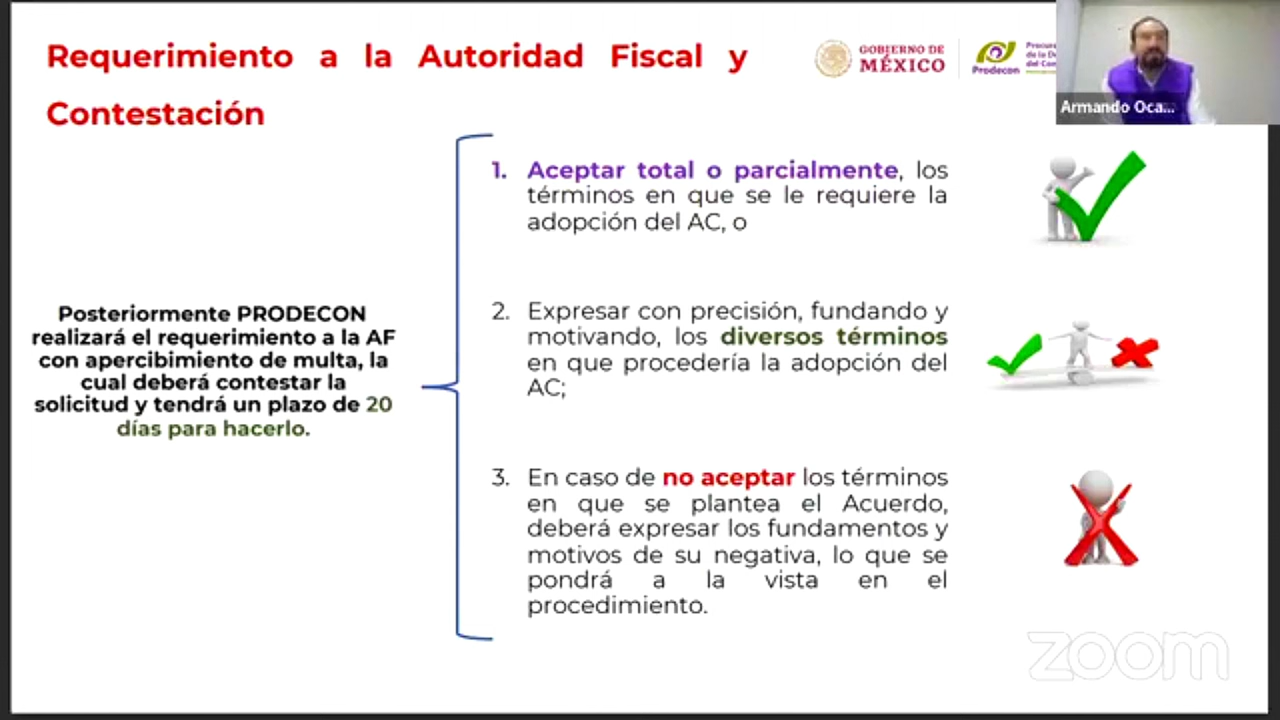 Requerimiento a la Autoridad Fiscal y
Contestación
GOBIERNO DE
MÉXICO
Prodecon
Armando Oca...
Posteriormente PRODECON
realizará el requerimiento a la AF
con apercibimiento de multa, la
cual deberá contestar la
solicitud y tendrá un plazo de 20
días para hacerlo.
1. Aceptar total o parcialmente, los
términos en que se le requiere la
adopción del AC, o
2. Expresar con precisión, fundando y
motivando, los diversos términos
en que procedería la adopción del
AC;
3. En caso de no aceptar los términos
en que se plantea el Acuerdo,
deberá expresar los fundamentos y
motivos de su negativa, lo que se
pondrá a la vista en el
procedimiento.
zoom